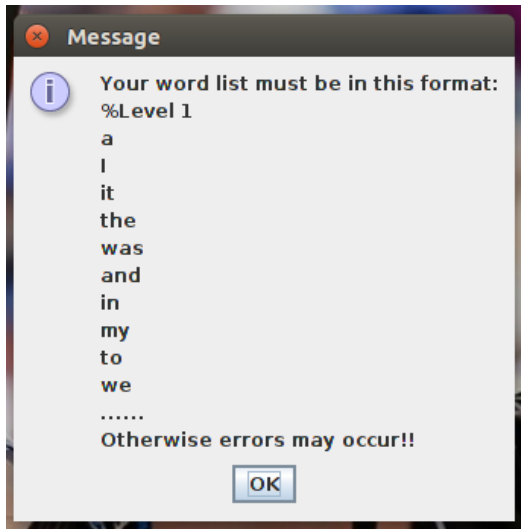 Message
Your word list must be in this format:
%Level 1
a
I
it
the
was
and
in
my
to
we
......
Otherwise errors may occur!!
OK